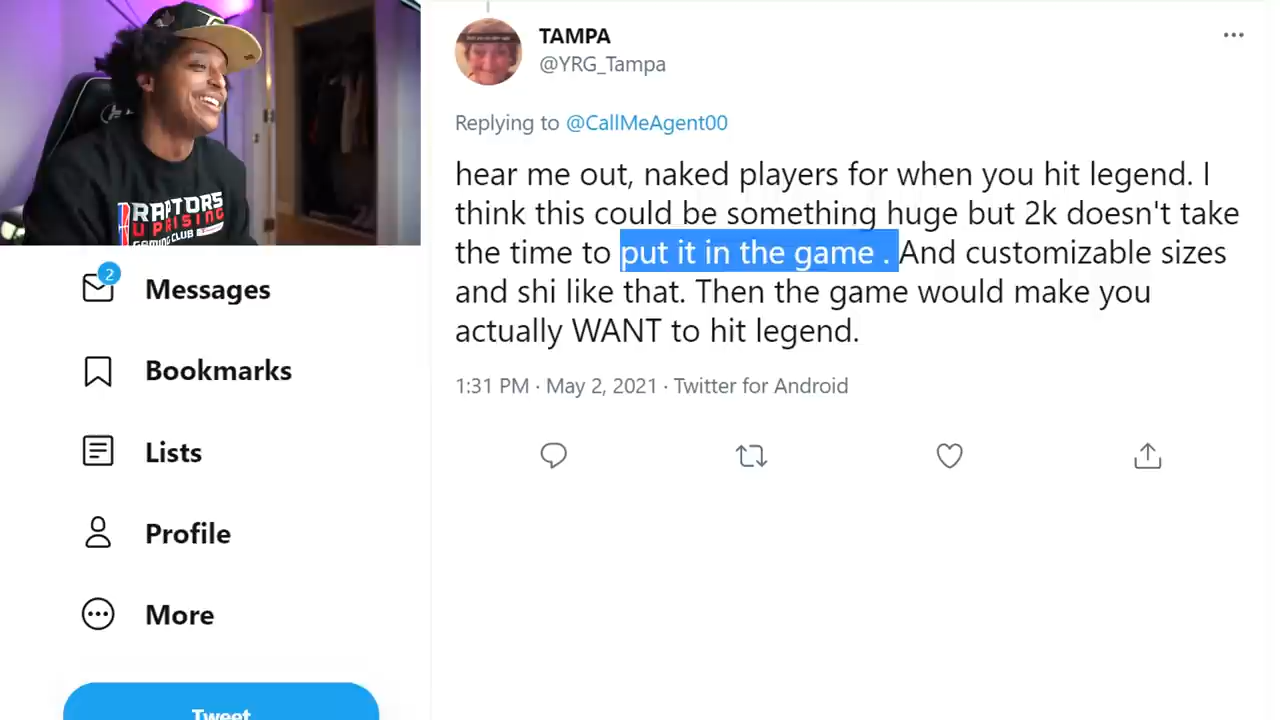 RAPTORS
UPRISING
GAMING CLUB
2
Messages
Bookmarks
Lists
Profile
More
Tweet
TAMPA
@YRG_Tampa
Replying to @CallMeAgent00
hear me out, naked players for when you hit legend. I
think this could be something huge but 2k doesn't take
the time to put it in the game . And customizable sizes
and shi like that. Then the game would make you
actually WANT to hit legend.
1:31 PM · May 2, 2021 · Twitter for Android